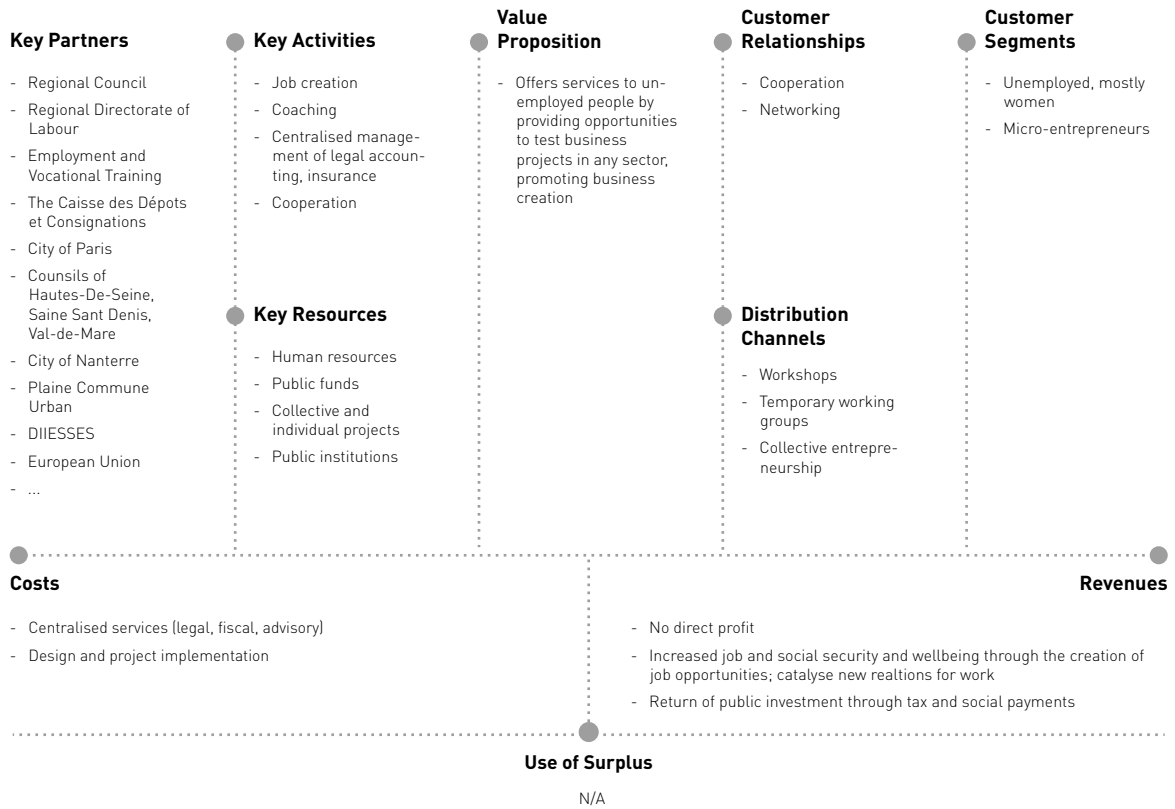 Key Partners
- Regional Council
- Regional Directorate of
Labour
- Employment and
Vocational Training
- The Caisse des Dépots
et Consignations
- City of Paris
- Counsils of
Hautes-De-Seine,
Saine Sant Denis,
Val-de-Mare
- City of Nanterre
- Plaine Commune
Urban
- DIIESSES
- European Union
- ...
Key Activities
- Job creation
- Coaching
- Centralised manage-
ment of legal accoun-
ting, insurance
- Cooperation
Key Resources
- Human resources
- Public funds
- Collective and
individual projects
- Public institutions
Value
Proposition
- Offers services to un-
employed people by
providing opportunities
to test business
projects in any sector,
promoting business
creation
Customer
Relationships
- Cooperation
- Networking
Distribution
Channels
- Workshops
- Temporary working
groups
- Collective entrepre-
neurship
Customer
Segments
- Unemployed, mostly
women
- Micro-entrepreneurs
Costs
- Centralised services (legal, fiscal, advisory)
- Design and project implementation
Revenues
- No direct profit
- Increased job and social security and wellbeing through the creation of
job opportunities; catalyse new realtions for work
- Return of public investment through tax and social payments
Use of Surplus
N/A